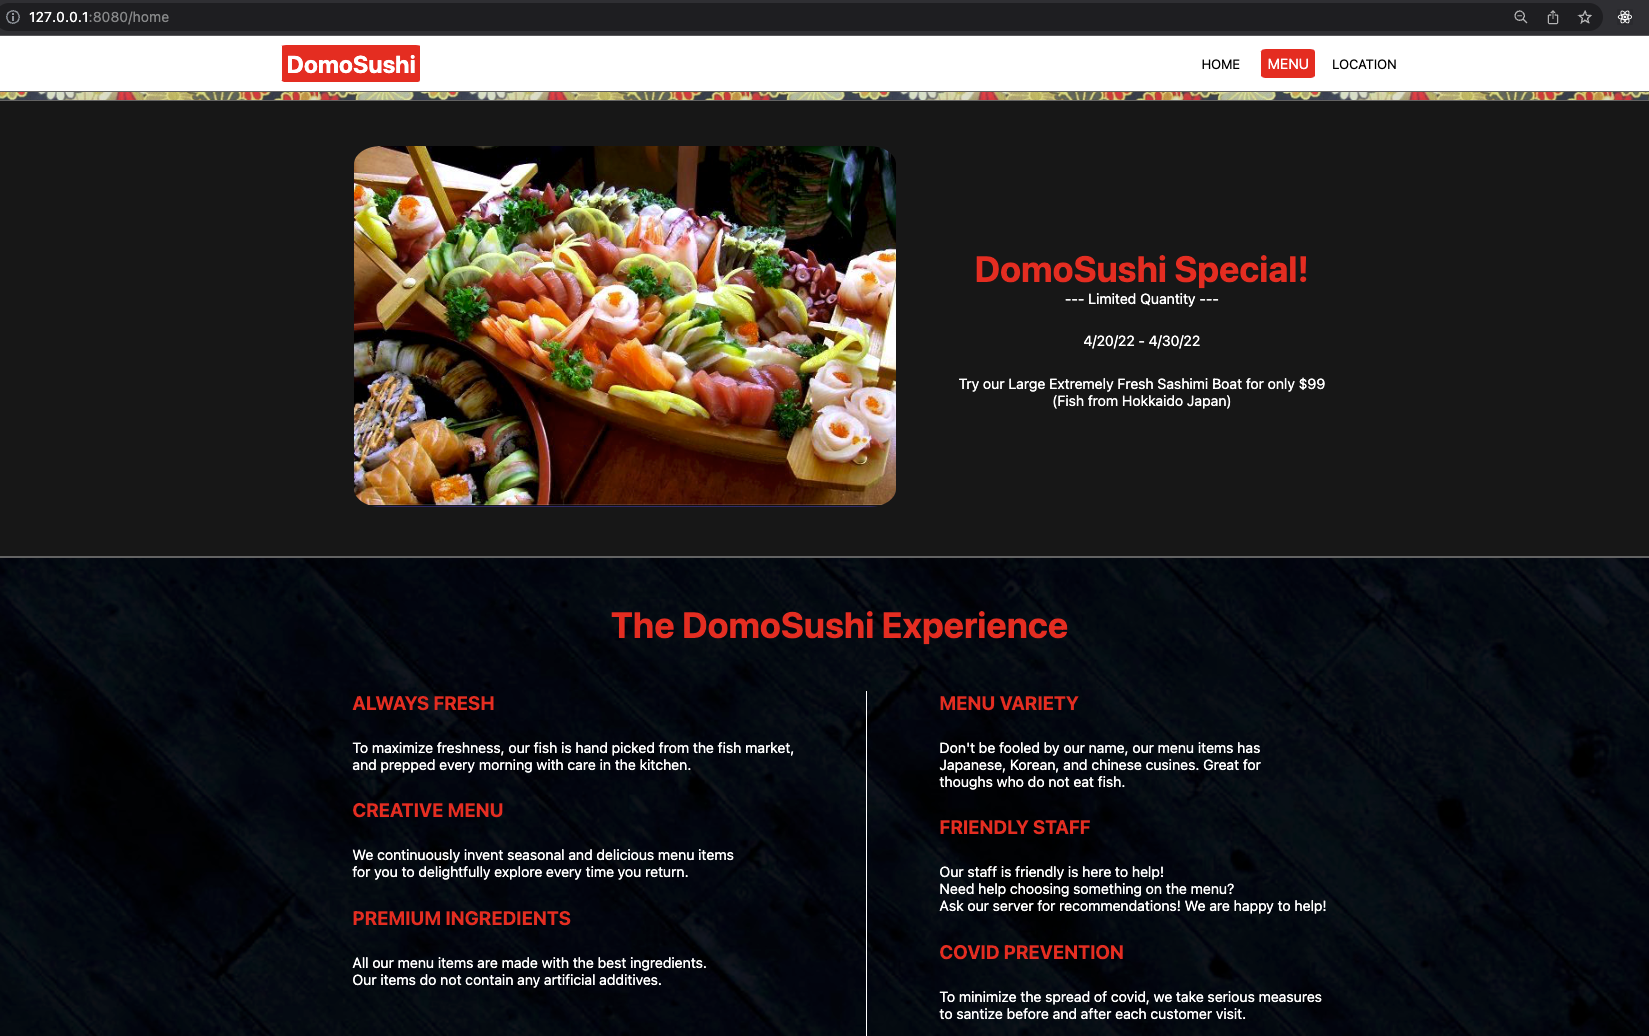 127.0.0.1:8080/home
DomoSushi
HOME
MENU
LOCATION
DomoSushi Special!
--- Limited Quantity ---
4/20/22 - 4/30/22
Try our Large Extremely Fresh Sashimi Boat for only $99
(Fish from Hokkaido Japan)
The DomoSushi Experience
ALWAYS FRESH
To maximize freshness, our fish is hand picked from the fish market,
and prepped every morning with care in the kitchen.
CREATIVE MENU
We continuously invent seasonal and delicious menu items
for you to delightfully explore every time you return.
PREMIUM INGREDIENTS
All our menu items are made with the best ingredients.
Our items do not contain any artificial additives.
MENU VARIETY
Don't be fooled by our name, our menu items has
Japanese, Korean, and chinese cusines. Great for
thoughs who do not eat fish.
FRIENDLY STAFF
Our staff is friendly is here to help!
Need help choosing something on the menu?
Ask our server for recommendations! We are happy to help!
COVID PREVENTION
To minimize the spread of covid, we take serious measures
to santize before and after each customer visit.